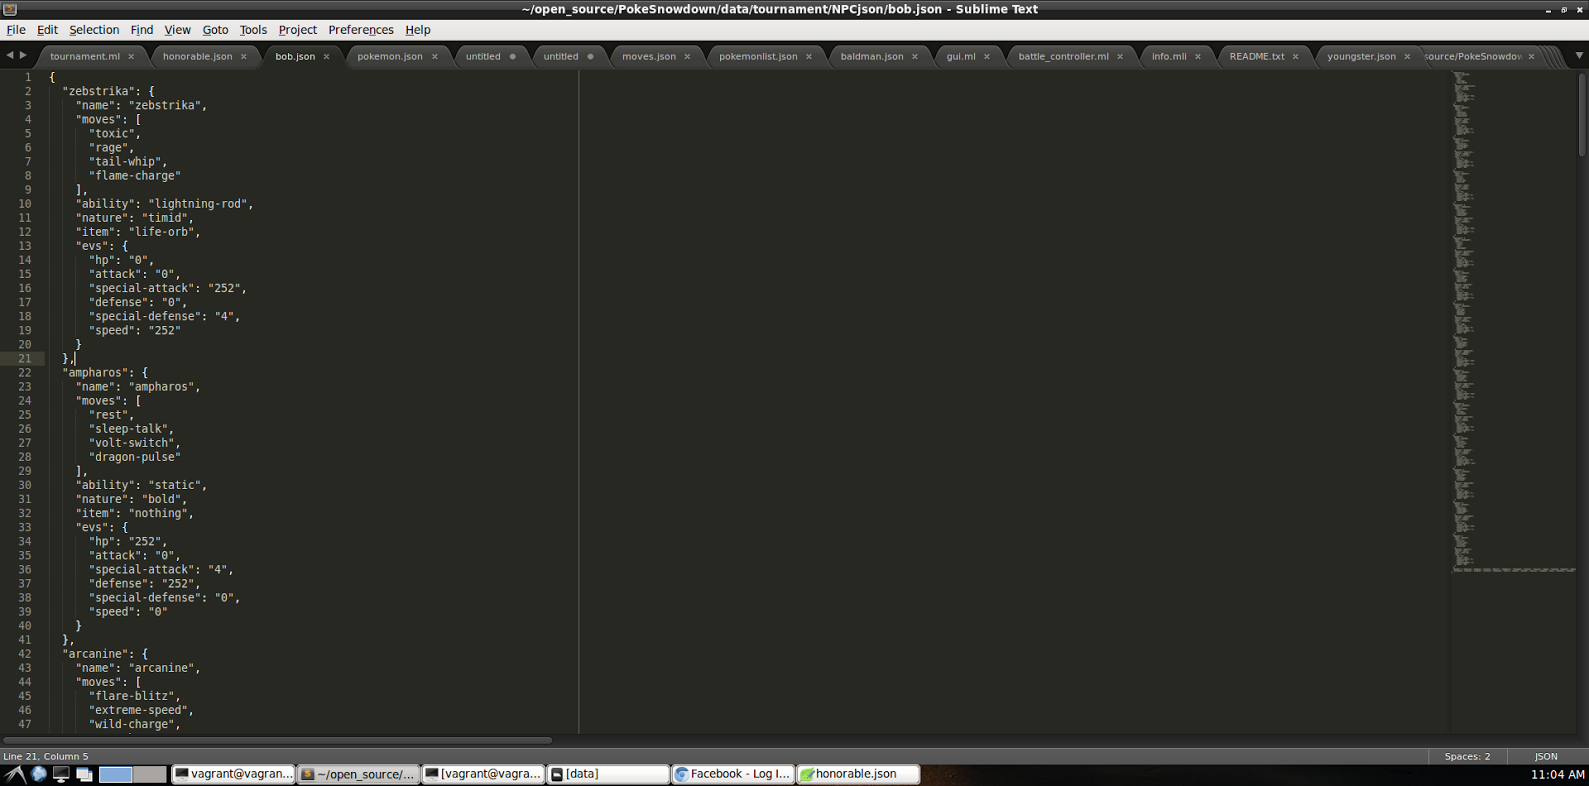 ~/open_source/PokeSnowdown/data/tournament/NPCjson/bob.json - Sublime Text
File Edit Selection Find View Goto Tools Project Preferences Help
tournament.ml honorable.json bob.json pokemon.json untitled untitled moves.json pokemonlist.json baldman.json gui.ml battle_controller.ml info.mli README.txt youngster.json source/PokeSnowdow
1 {
2 "zebstrika": {
3 "name": "zebstrika",
4 "moves": [
5 "toxic",
6 "rage",
7 "tail-whip",
8 "flame-charge"
9 ],
10 "ability": "lightning-rod",
11 "nature": "timid",
12 "item": "life-orb",
13 "evs": {
14 "hp": "0",
15 "attack": "0",
16 "special-attack": "252",
17 "defense": "0",
18 "special-defense": "4",
19 "speed": "252"
20 }
21 },
22 "ampharos": {
23 "name": "ampharos",
24 "moves": [
25 "rest",
26 "sleep-talk",
27 "volt-switch",
28 "dragon-pulse"
29 ],
30 "ability": "static",
31 "nature": "bold",
32 "item": "nothing",
33 "evs": {
34 "hp": "252",
35 "attack": "0",
36 "special-attack": "4",
37 "defense": "252",
38 "special-defense": "0",
39 "speed": "0"
40 }
41 },
42 "arcanine": {
43 "name": "arcanine",
44 "moves": [
45 "flare-blitz",
46 "extreme-speed",
47 "wild-charge",
Line 21, Column 5 Spaces: 2 JSON
vagrant@vagran... ~/open_source/... [vagrant@vagra... [data] Facebook - Log I... honorable.json 11:04 AM